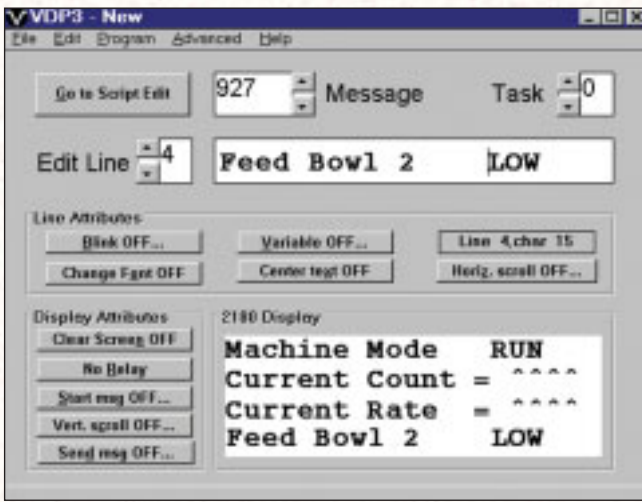 VDP3 - New
File Edit Program Advanced Help
Go to Script Edit
927
Message
Task
0
Edit Line
4
Feed Bowl 2 LOW
Line Attributes
Blink OFF...
Variable OFF...
Line 4,char 15
Change Font OFF
Center text OFF
Horiz. scroll OFF...
Display Attributes
Clear Screen OFF
No Relay
Start msg OFF...
Vert. scroll OFF...
Send msg OFF...
2180 Display
Machine Mode RUN
Current Count = ^^^^
Current Rate = ^^^^
Feed Bowl 2 LOW